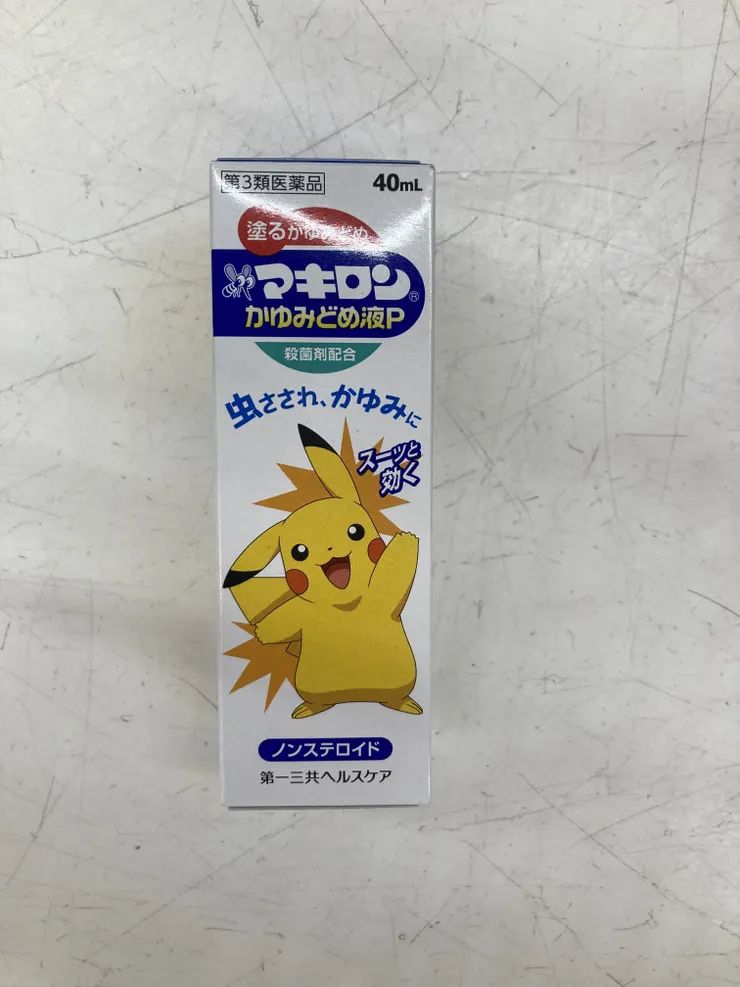 第3類医薬品
40mL
塗るかゆみどめ
マキロン®
かゆみどめ液P
殺菌剤配合
虫さされ、かゆみに
スーッと
効く
ノンステロイド
第一三共ヘルスケア